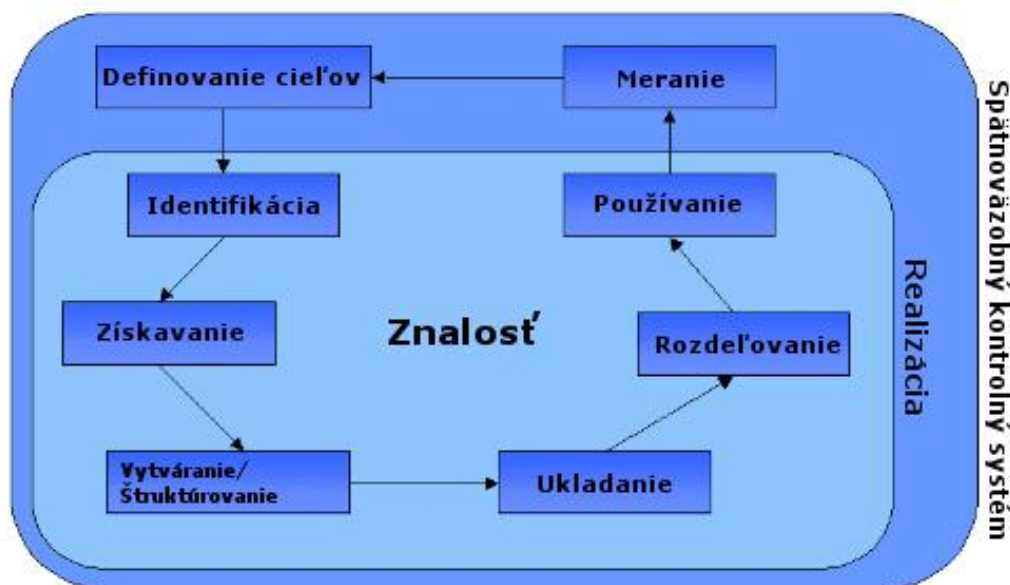 Definovanie cieľov
Meranie
Identifikácia
Používanie
Získavanie
Znalosť
Rozdeľovanie
Vytváranie/
Štruktúrovanie
Ukladanie
Realizácia
Spätnoväzobný kontrolný systém